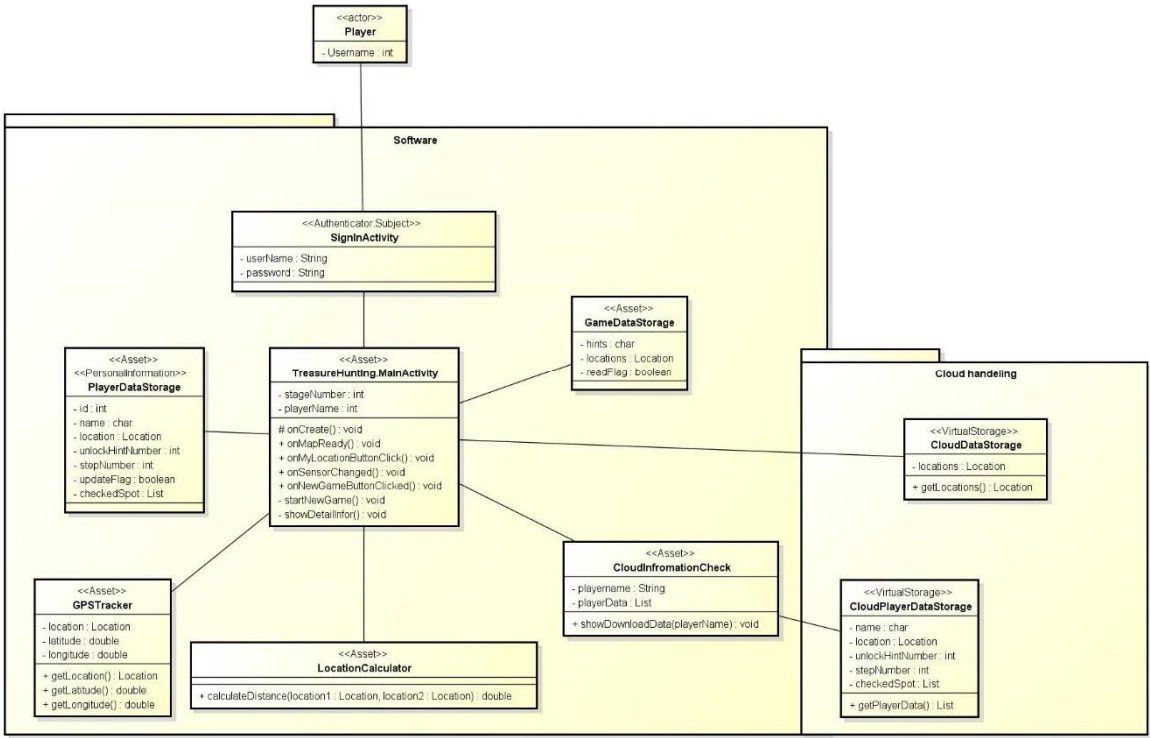 <<actor>>
Player
- Username : int
Software
<<Authenticator.Subject>>
SignInActivity
- userName : String
- password : String
<<Asset>>
GameDataStorage
- hints : char
- locations : Location
- readFlag : boolean
<<Asset>>
<<PersonalInformation>>
PlayerDataStorage
- id : int
- name : char
- location : Location
- unlockHintNumber : int
- stepNumber : int
- updateFlag : boolean
- checkedSpot : List
<<Asset>>
TreasureHunting.MainActivity
- stageNumber : int
- playerName : int
# onCreate() : void
+ onMapReady() : void
+ onMyLocationButtonClick() : void
+ onSensorChanged() : void
+ onNewGameButtonClicked() : void
- startNewGame() : void
- showDetailInfor() : void
Cloud handeling
<<VirtualStorage>>
CloudDataStorage
- locations : Location
+ getLocations() : Location
<<Asset>>
CloudInfromationCheck
- playername : String
- playerData : List
+ showDownloadData(playerName) : void
<<VirtualStorage>>
CloudPlayerDataStorage
- name : char
- location : Location
- unlockHintNumber : int
- stepNumber : int
- checkedSpot : List
+ getPlayerData() : List
<<Asset>>
GPSTracker
- location : Location
- latitude : double
- longitude : double
+ getLocation() : Location
+ getLatitude() : double
+ getLongitude() : double
<<Asset>>
LocationCalculator
+ calculateDistance(location1 : Location, location2 : Location) : double